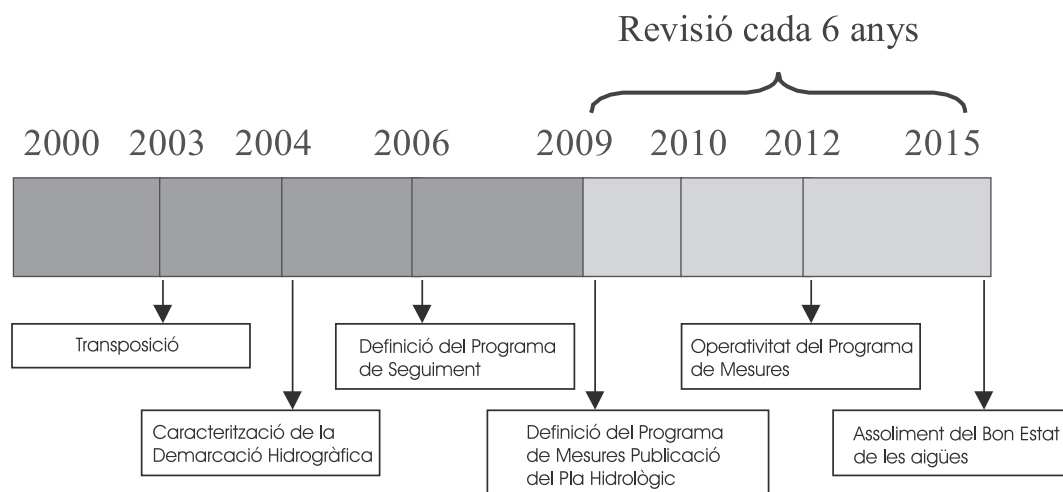 Revisió cada 6 anys
2000 2003 2004 2006 2009 2010 2012 2015
Transposició
Definició del Programa
de Seguiment
Operativitat del Programa
de Mesures
Caracterització de la
Demarcació Hidrogràfica
Definició del Programa
de Mesures Publicació
del Pla Hidrològic
Assoliment del Bon Estat
de les aigües